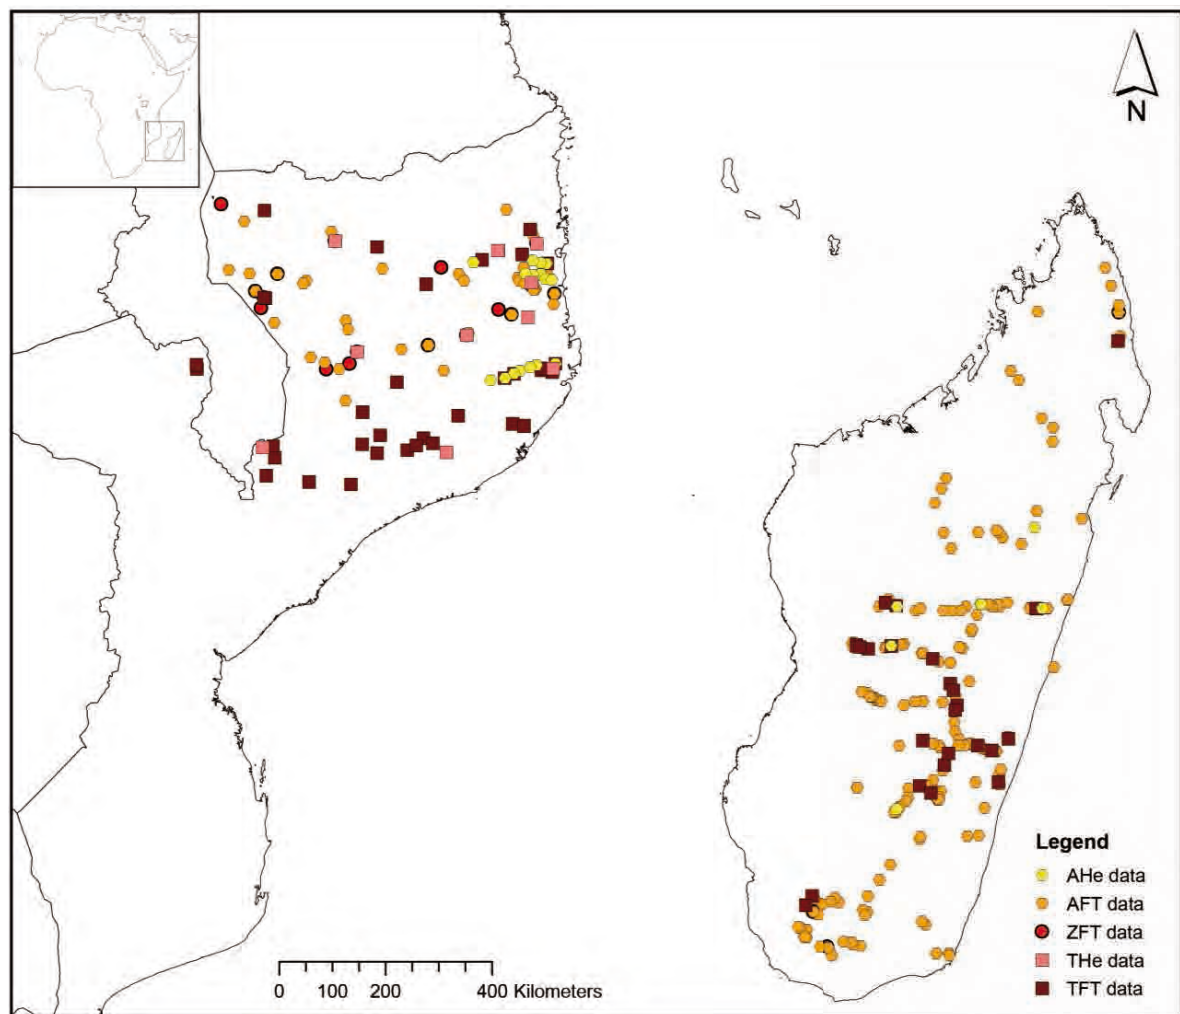 N
Legend
AHe data
AFT data
ZFT data
THe data
TFT data
0 100 200 400 Kilometers